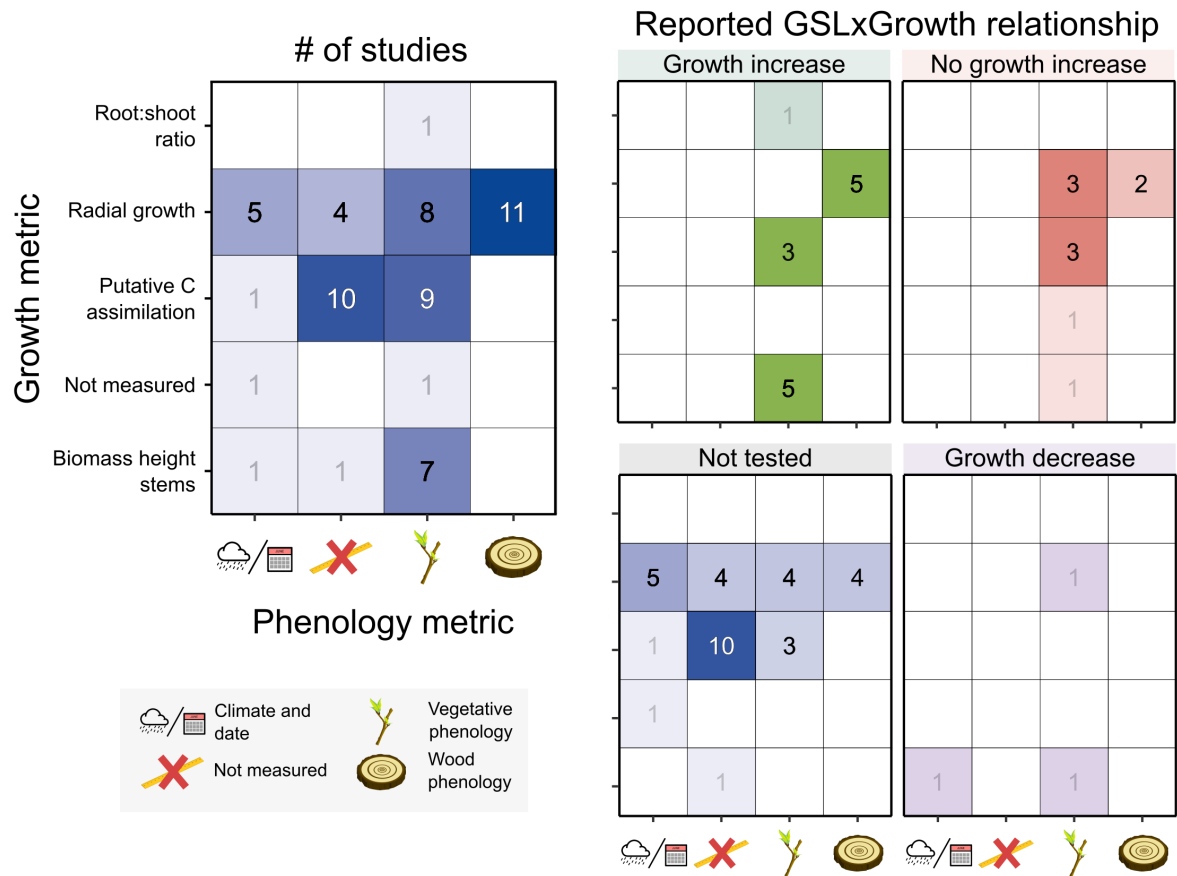 # of studies
Growth metric
Root:shoot
ratio
1
Radial growth
5 4 8 11
Putative C
assimilation
1 10 9
Not measured
1 1
Biomass height
stems
1 1 7
Phenology metric
Climate and
date
Vegetative
phenology
Not measured
Wood
phenology
Reported GSLxGrowth relationship
Growth increase
1
5
3
5
No growth increase
3 2
3
1
1
Not tested
5 4 4 4
1 10 3
1
1
Growth decrease
1
1 1